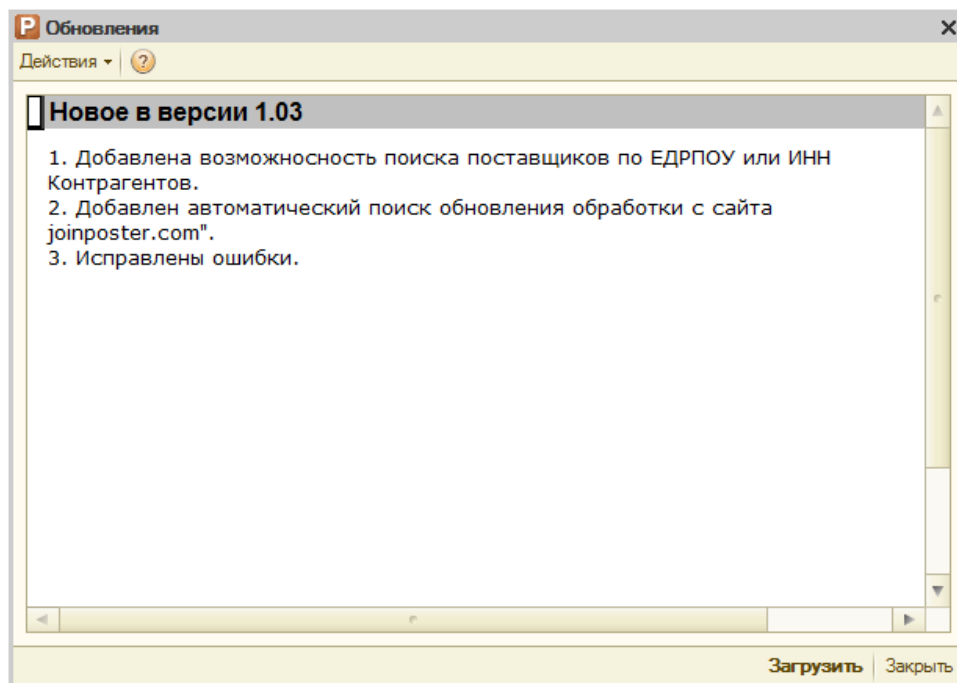 P Обновления
Действия ?
Новое в версии 1.03
1. Добавлена возможносность поиска поставщиков по ЕДРПОУ или ИНН
Контрагентов.
2. Добавлен автоматический поиск обновления обработки с сайта
joinposter.com".
3. Исправлены ошибки.
Загрузить Закрыть